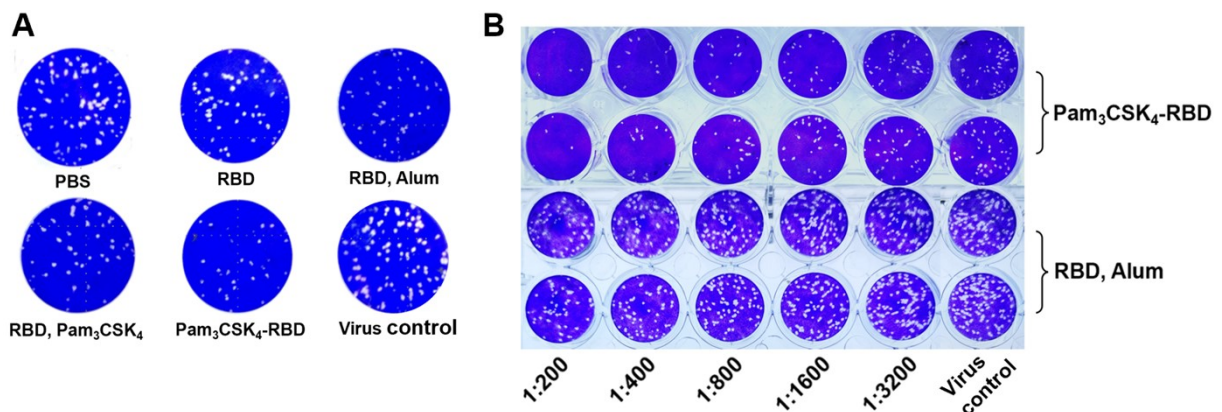 A
PBS
RBD
RBD, Alum
RBD, Pam₃CSK₄
Pam₃CSK₄-RBD
Virus control
B
Pam₃CSK₄-RBD
RBD, Alum
1:200
1:400
1:800
1:1600
1:3200
Virus
control